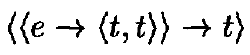 ⟨⟨e → ⟨t, t⟩⟩ → t⟩